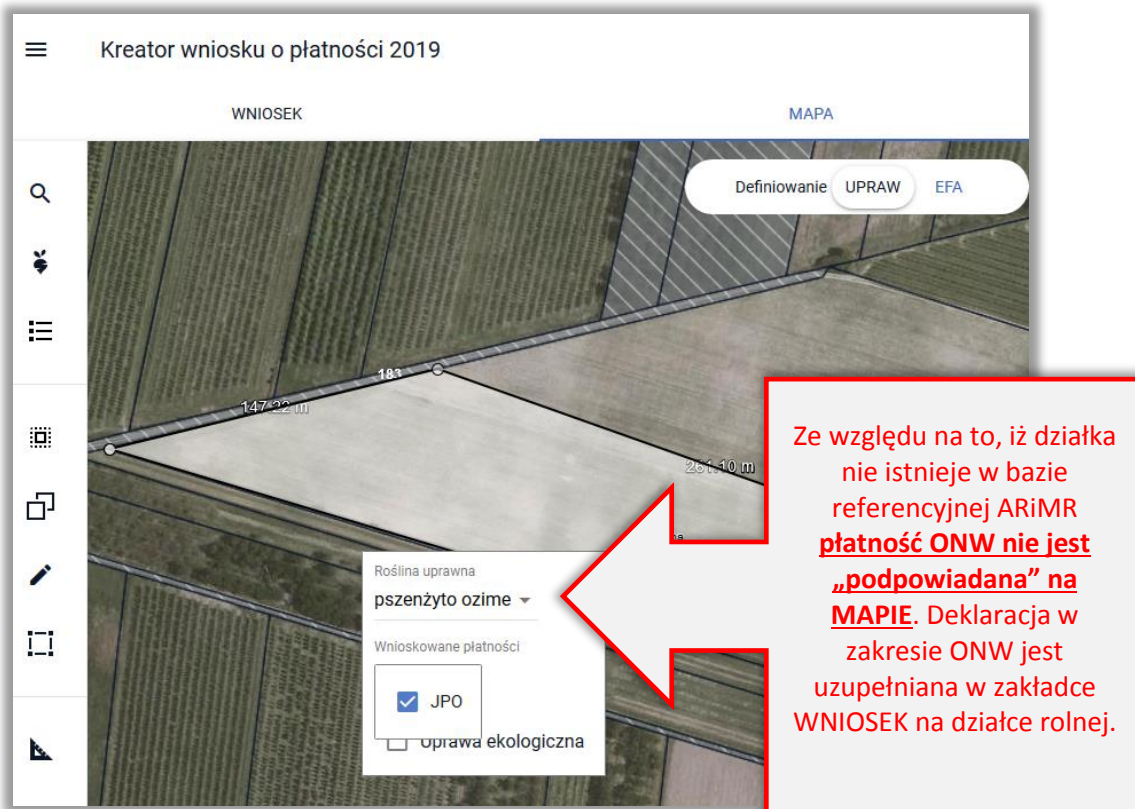 Kreator wniosku o płatności 2019
WNIOSEK
MAPA
Definiowanie UPRAW EFA
183
147.22 m
261.10 m
Roślina uprawna
pszenżyto ozime
Wnioskowane płatności
JPO
Uprawa ekologiczna
Ze względu na to, iż działka
nie istnieje w bazie
referencyjnej ARiMR
płatność ONW nie jest
„podpowiadana” na
MAPIE. Deklaracja w
zakresie ONW jest
uzupełniana w zakładce
WNIOSEK na działce rolnej.